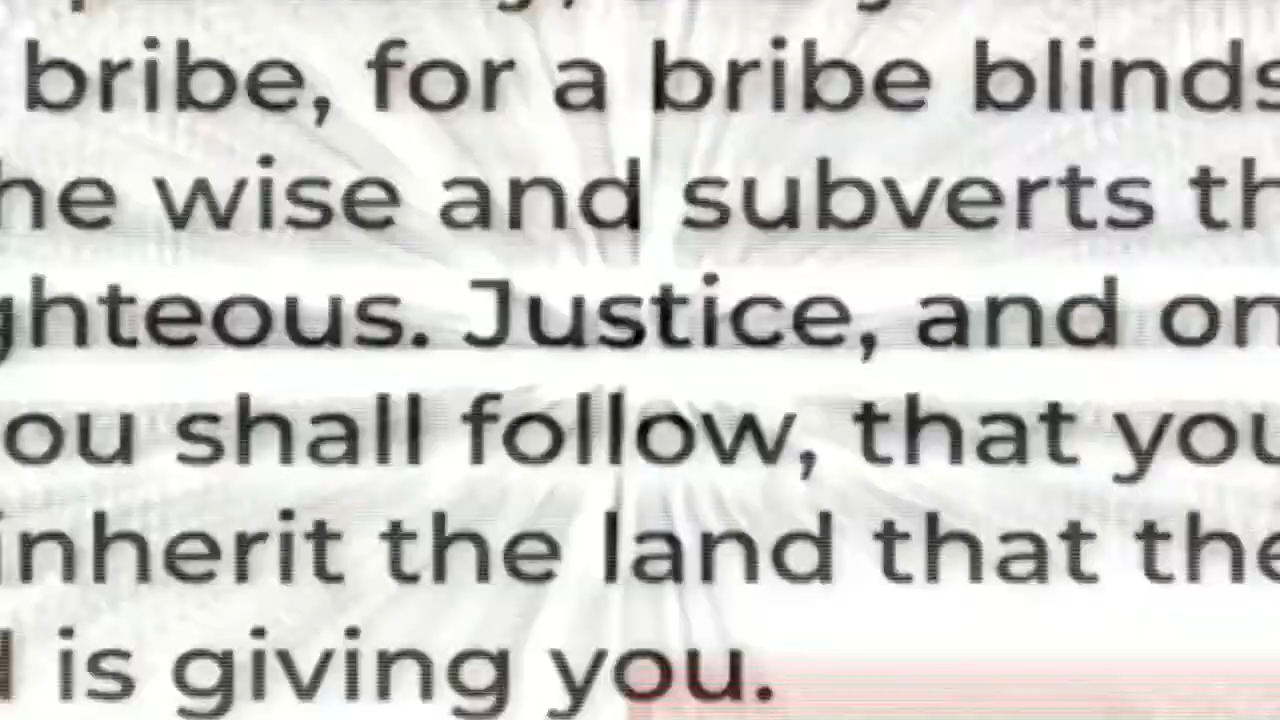 bribe, for a bribe blinds
he wise and subverts th
ghteous. Justice, and on
ou shall follow, that you
inherit the land that the
is giving you.